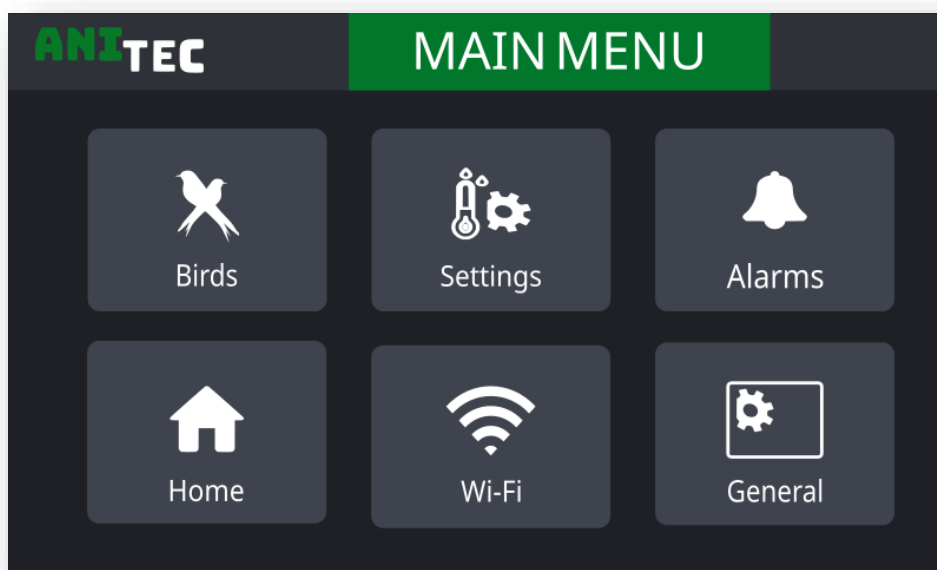 ANITEC
MAIN MENU
Birds
Settings
Alarms
Home
Wi-Fi
General